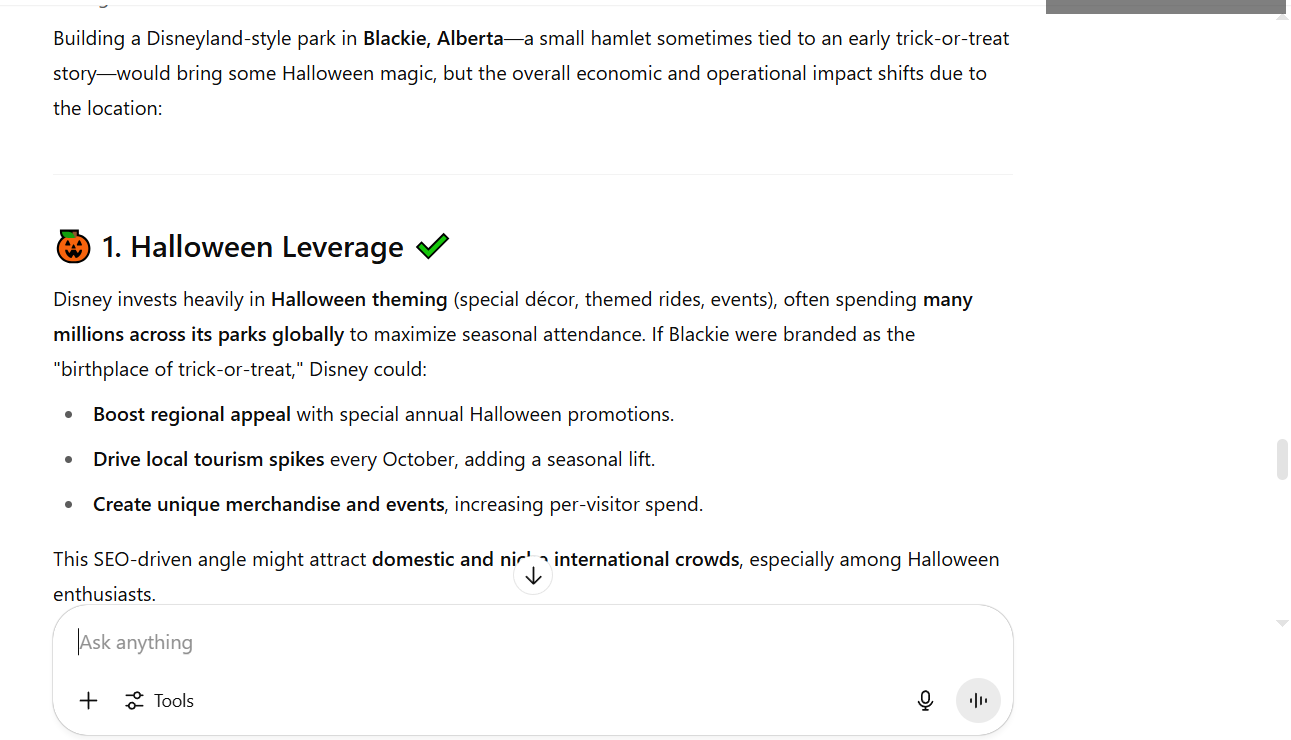 Building a Disneyland-style park in Blackie, Alberta—a small hamlet sometimes tied to an early trick-or-treat
story—would bring some Halloween magic, but the overall economic and operational impact shifts due to
the location:
1. Halloween Leverage
Disney invests heavily in Halloween theming (special décor, themed rides, events), often spending many
millions across its parks globally to maximize seasonal attendance. If Blackie were branded as the
"birthplace of trick-or-treat," Disney could:
Boost regional appeal with special annual Halloween promotions.
Drive local tourism spikes every October, adding a seasonal lift.
Create unique merchandise and events, increasing per-visitor spend.
This SEO-driven angle might attract domestic and niche international crowds, especially among Halloween
enthusiasts.
Ask anything
Tools